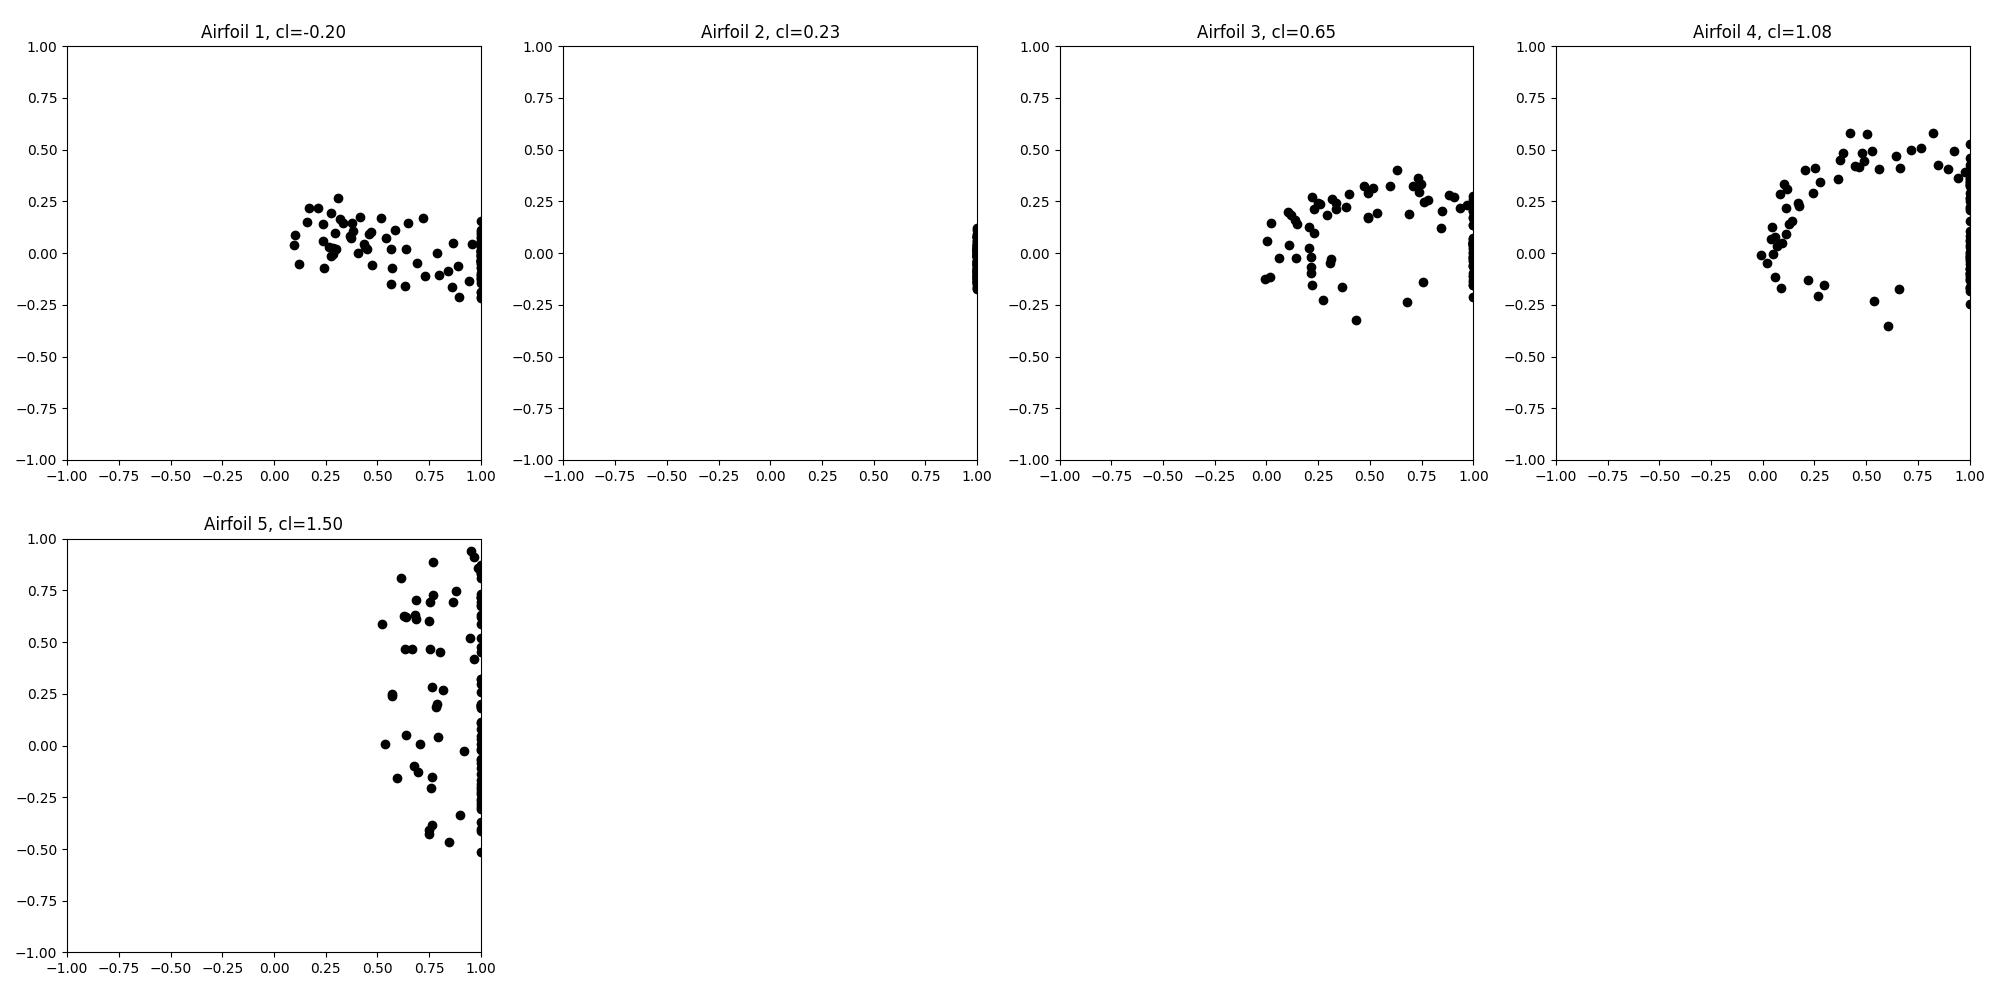 Airfoil 1, cl=-0.20
Airfoil 2, cl=0.23
Airfoil 3, cl=0.65
Airfoil 4, cl=1.08
1.00 1.00 1.00 1.00
0.75 0.75 0.75 0.75
0.50 0.50 0.50 0.50
0.25 0.25 0.25 0.25
0.00 0.00 0.00 0.00
−0.25 −0.25 −0.25 −0.25
−0.50 −0.50 −0.50 −0.50
−0.75 −0.75 −0.75 −0.75
−1.00 −1.00 −1.00 −1.00
−1.00 −0.75 −0.50 −0.25 0.00 0.25 0.50 0.75 1.00
−1.00 −0.75 −0.50 −0.25 0.00 0.25 0.50 0.75 1.00
−1.00 −0.75 −0.50 −0.25 0.00 0.25 0.50 0.75 1.00
−1.00 −0.75 −0.50 −0.25 0.00 0.25 0.50 0.75 1.00
Airfoil 5, cl=1.50
1.00
0.75
0.50
0.25
0.00
−0.25
−0.50
−0.75
−1.00
−1.00 −0.75 −0.50 −0.25 0.00 0.25 0.50 0.75 1.00